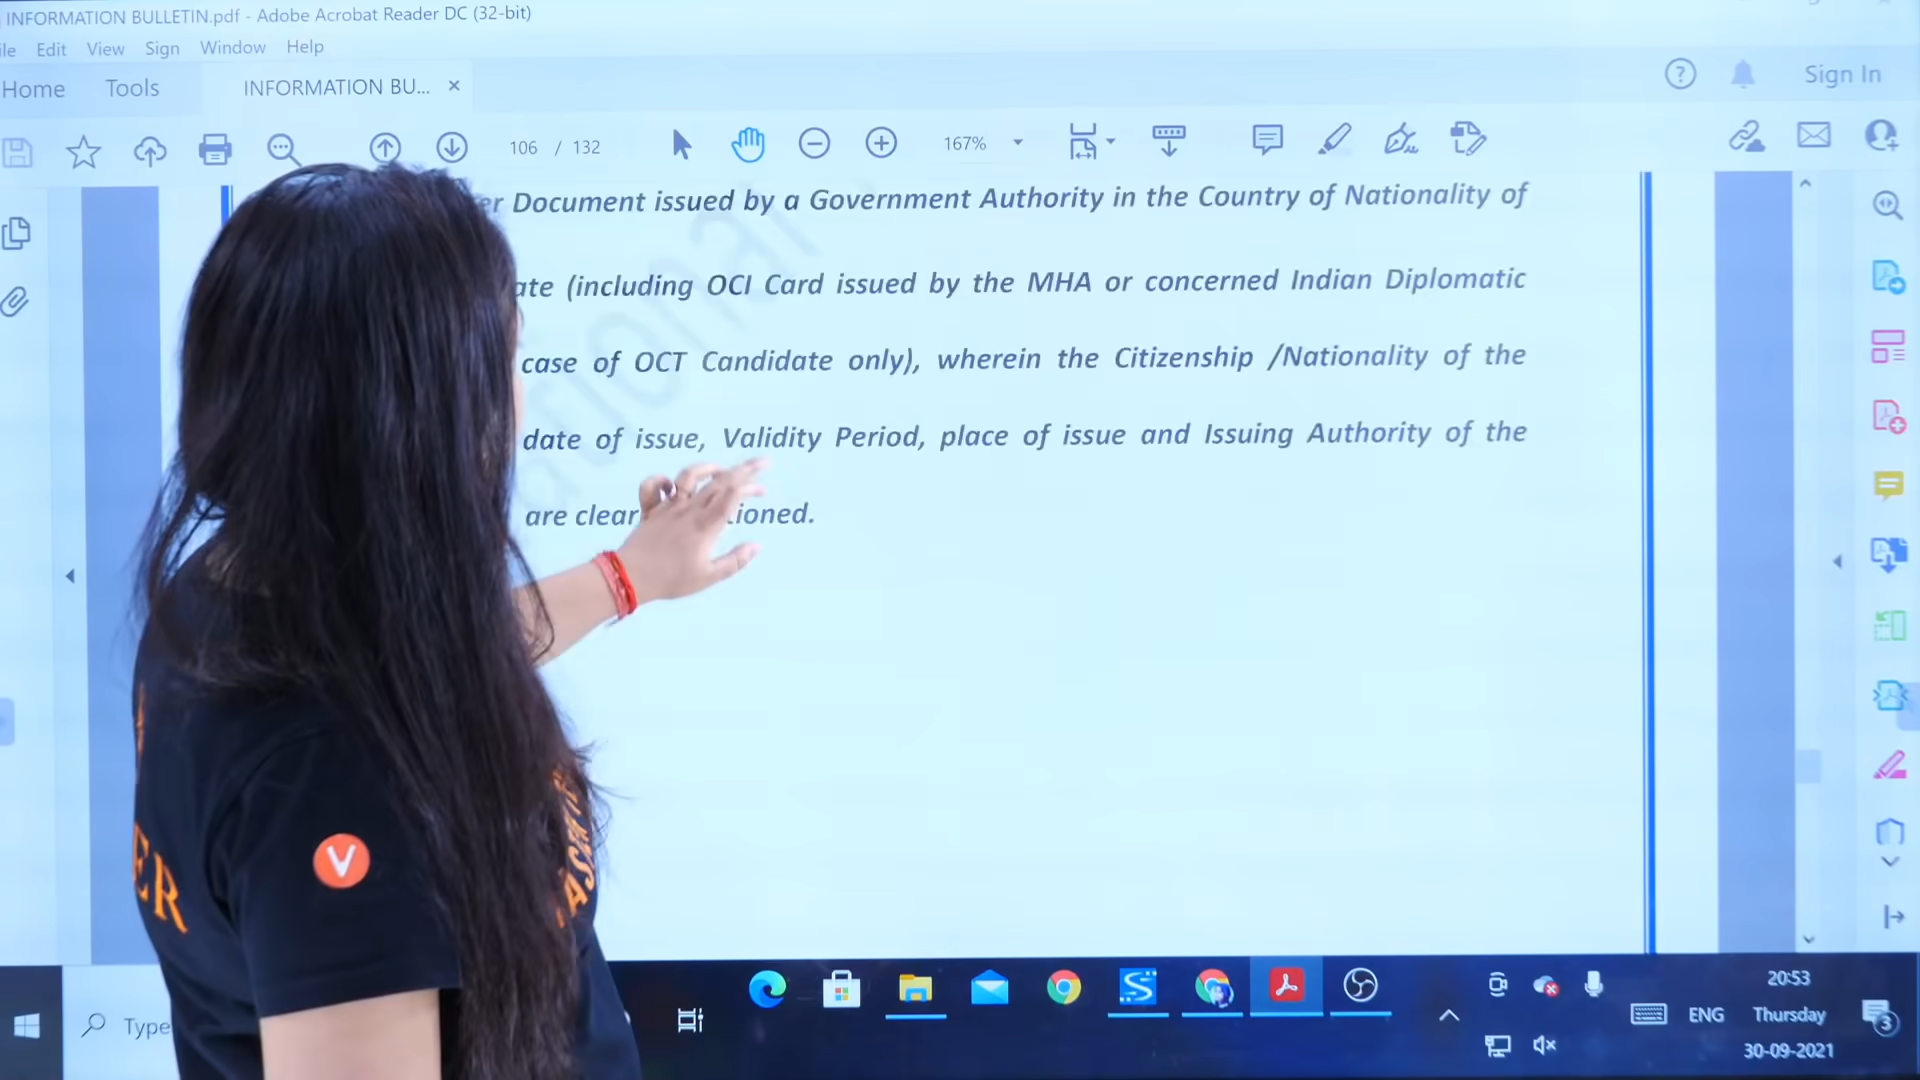 INFORMATION BULLETIN.pdf - Adobe Acrobat Reader DC (32-bit)
Edit View Sign Window Help
Home Tools INFORMATION BU... ×
Sign In
106 / 132
167%
Document issued by a Government Authority in the Country of Nationality of
(including OCI Card issued by the MHA or concerned Indian Diplomatic
case of OCT Candidate only), wherein the Citizenship /Nationality of the
date of issue, Validity Period, place of issue and Issuing Authority of the
are
V
ER
Type
20:53
ENG Thursday
3
30-09-2021